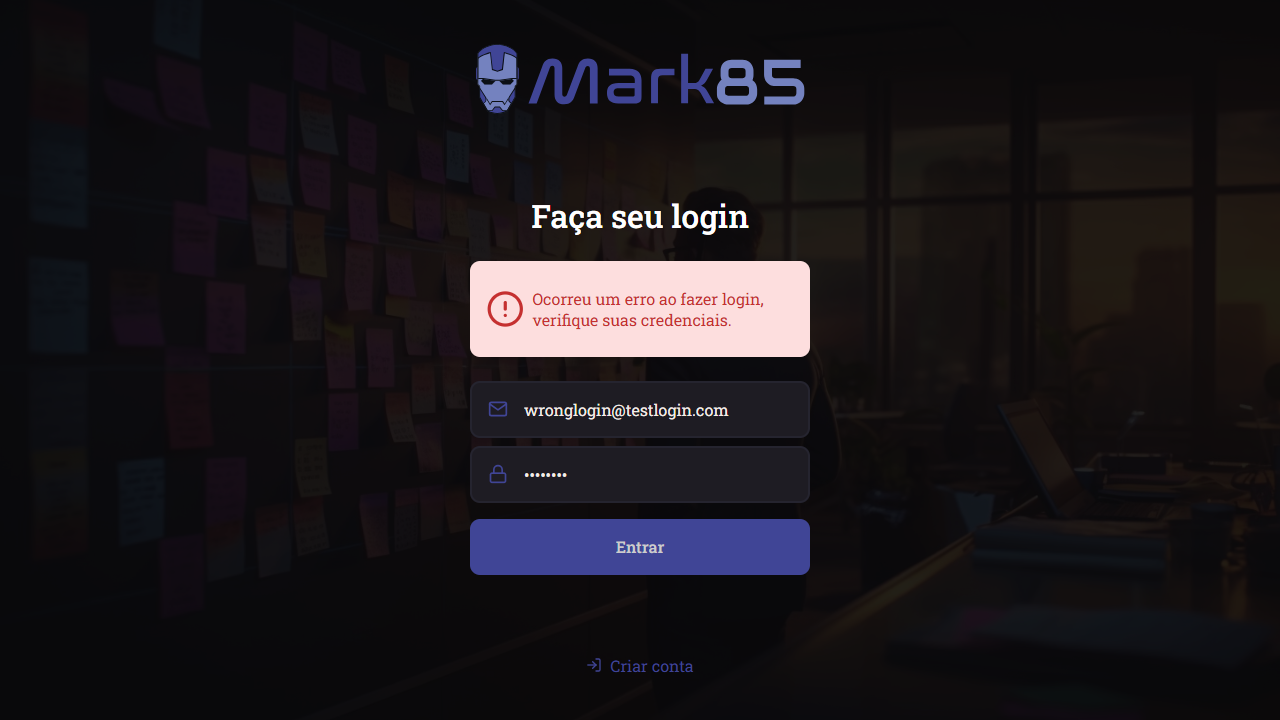 Mark85
Faça seu login
Ocorreu um erro ao fazer login,
verifique suas credenciais.
wronglogin@testlogin.com
••••••••
Entrar
Criar conta